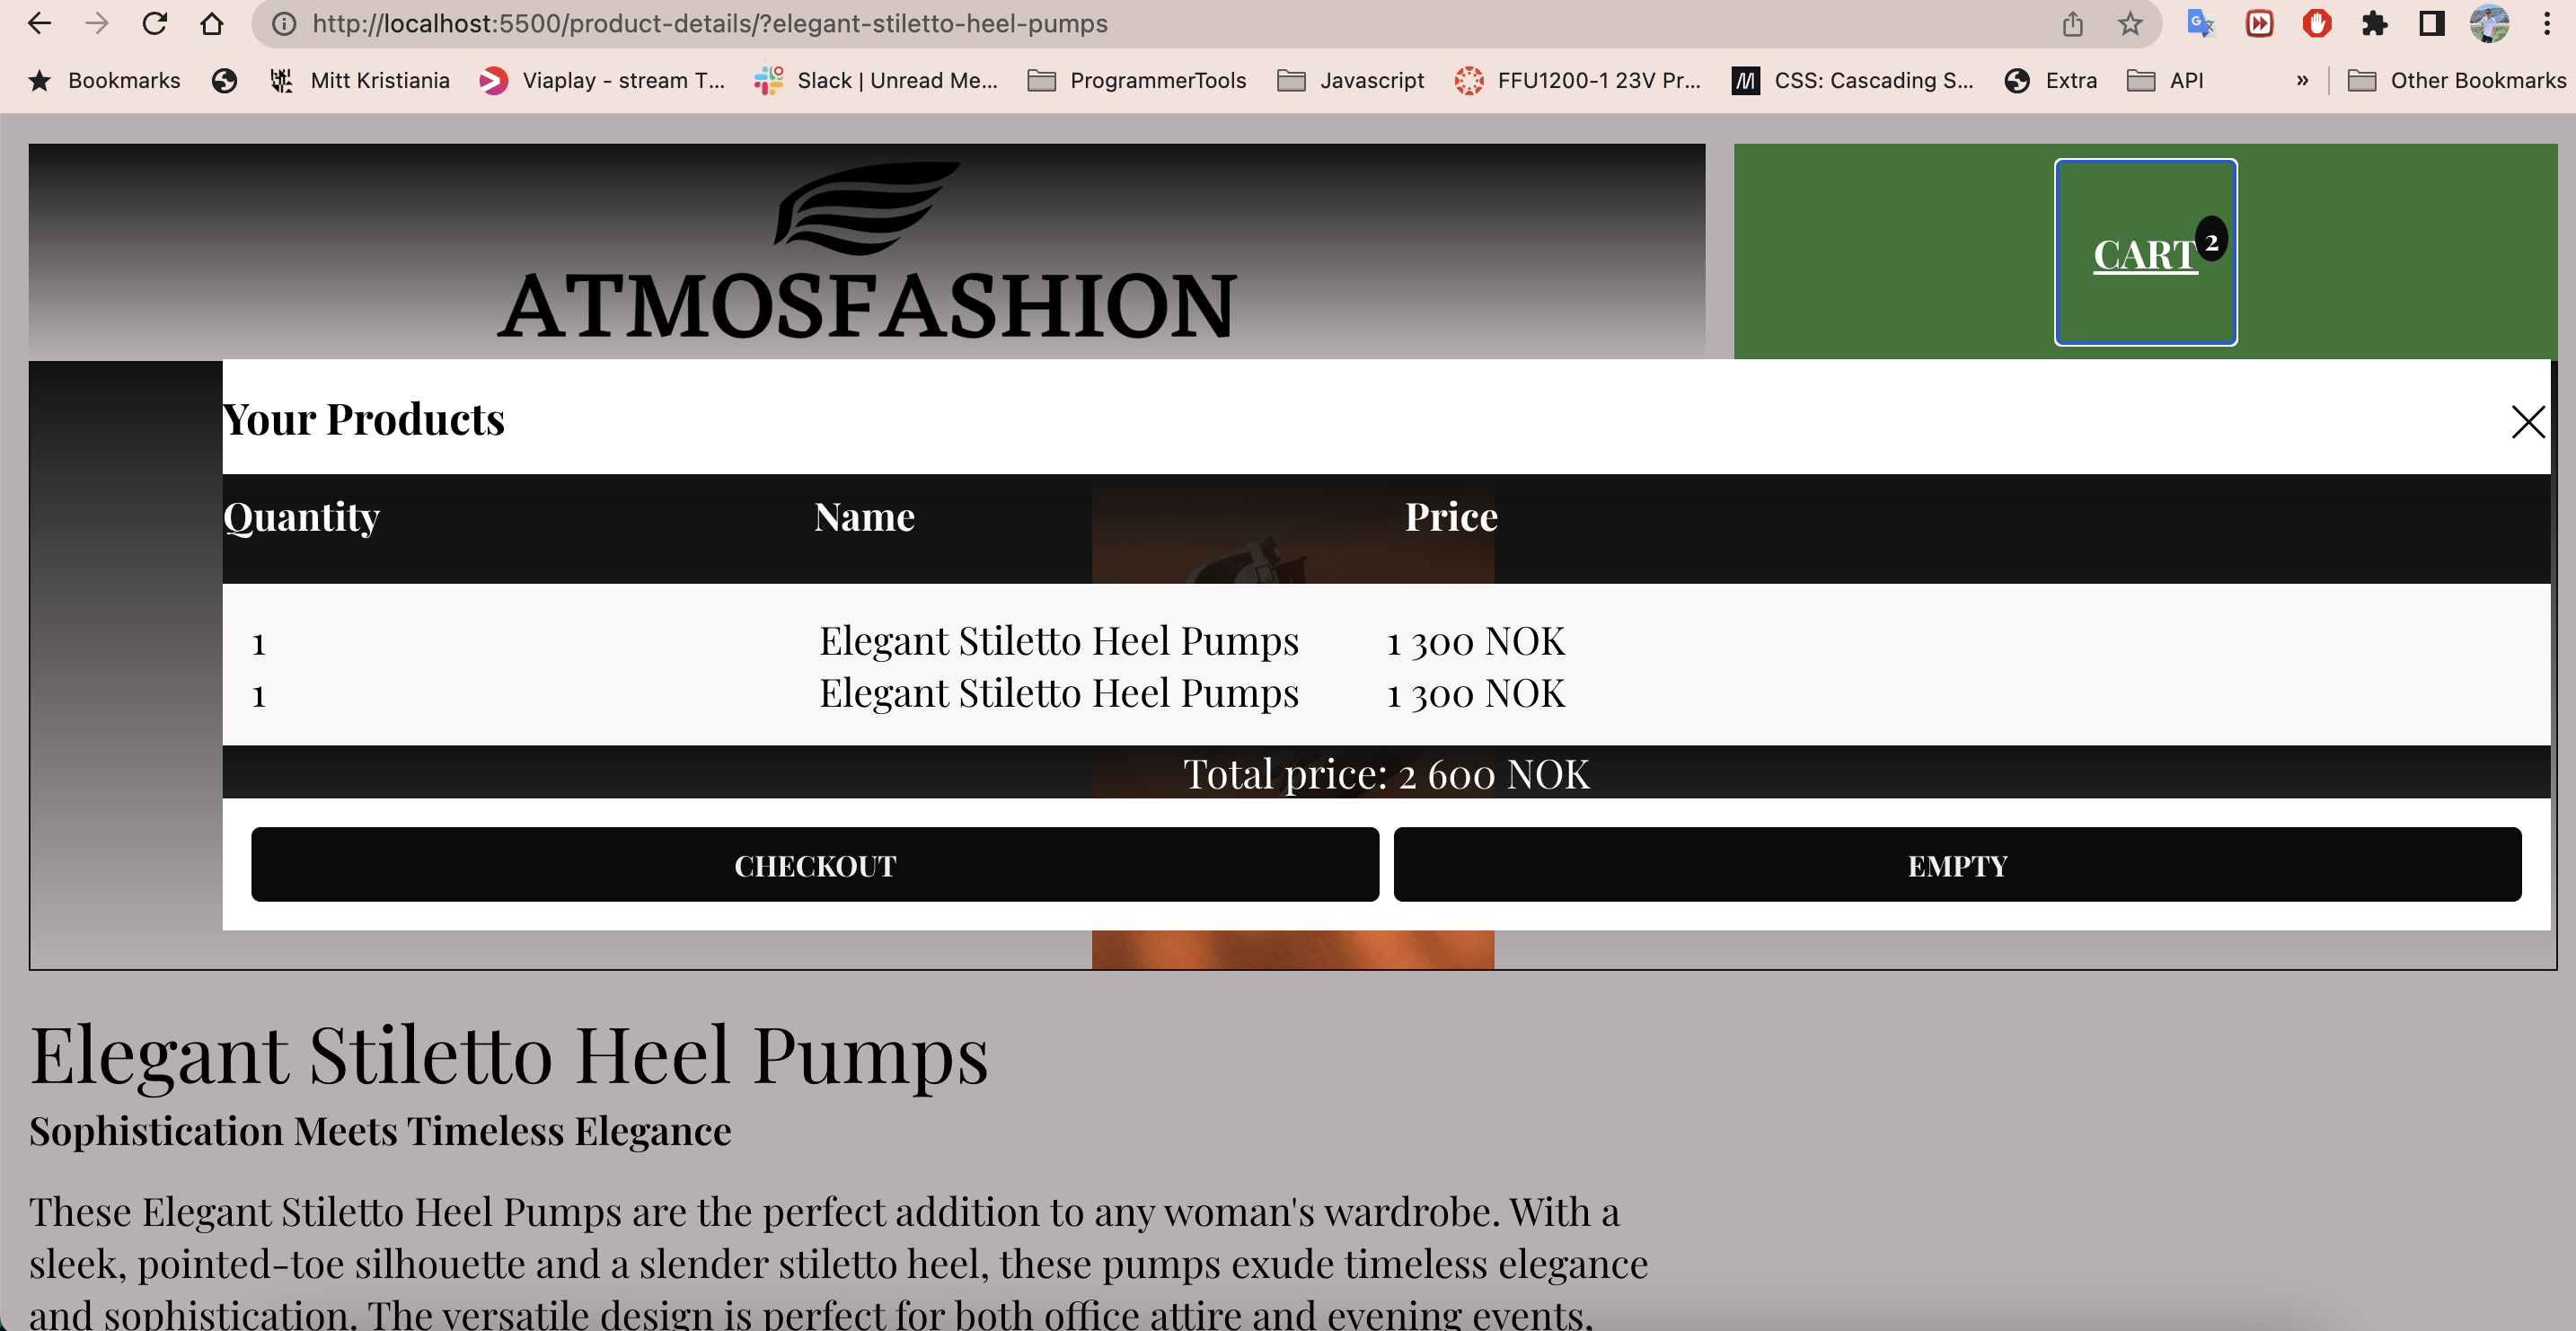 http://localhost:5500/product-details/?elegant-stiletto-heel-pumps
Bookmarks
Mitt Kristiania
Viaplay - stream T...
Slack | Unread Me...
ProgrammerTools
Javascript
FFU1200-1 23V Pr...
CSS: Cascading S...
Extra
API
»
Other Bookmarks
ATMOSFASHION
CART 2
Your Products
Quantity Name Price
1 Elegant Stiletto Heel Pumps 1 300 NOK
1 Elegant Stiletto Heel Pumps 1 300 NOK
Total price: 2 600 NOK
CHECKOUT EMPTY
Elegant Stiletto Heel Pumps
Sophistication Meets Timeless Elegance
These Elegant Stiletto Heel Pumps are the perfect addition to any woman's wardrobe. With a
sleek, pointed-toe silhouette and a slender stiletto heel, these pumps exude timeless elegance
and sophistication. The versatile design is perfect for both office attire and evening events,